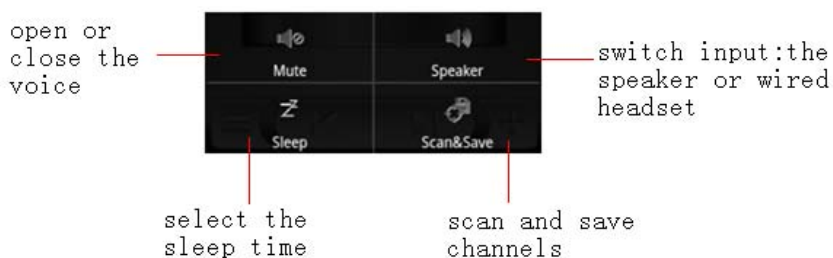 open or
close the
voice
Mute
Speaker
switch input:the
speaker or wired
headset
Sleep
Scan&Save
select the
sleep time
scan and save
channels